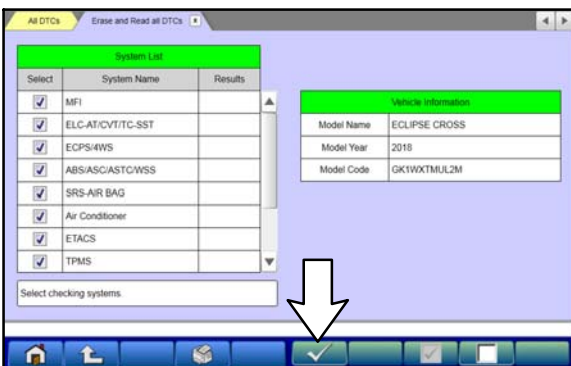 All DTCs
Erase and Read all DTCs
System List
Select System Name Results
MFI
ELC-AT/CVT/TC-SST
ECPS/4WS
ABS/ASC/ASTC/WSS
SRS-AIR BAG
Air Conditioner
ETACS
TPMS
Select checking systems.
Vehicle Information
Model Name ECLIPSE CROSS
Model Year 2018
Model Code GK1WXTMUL2M